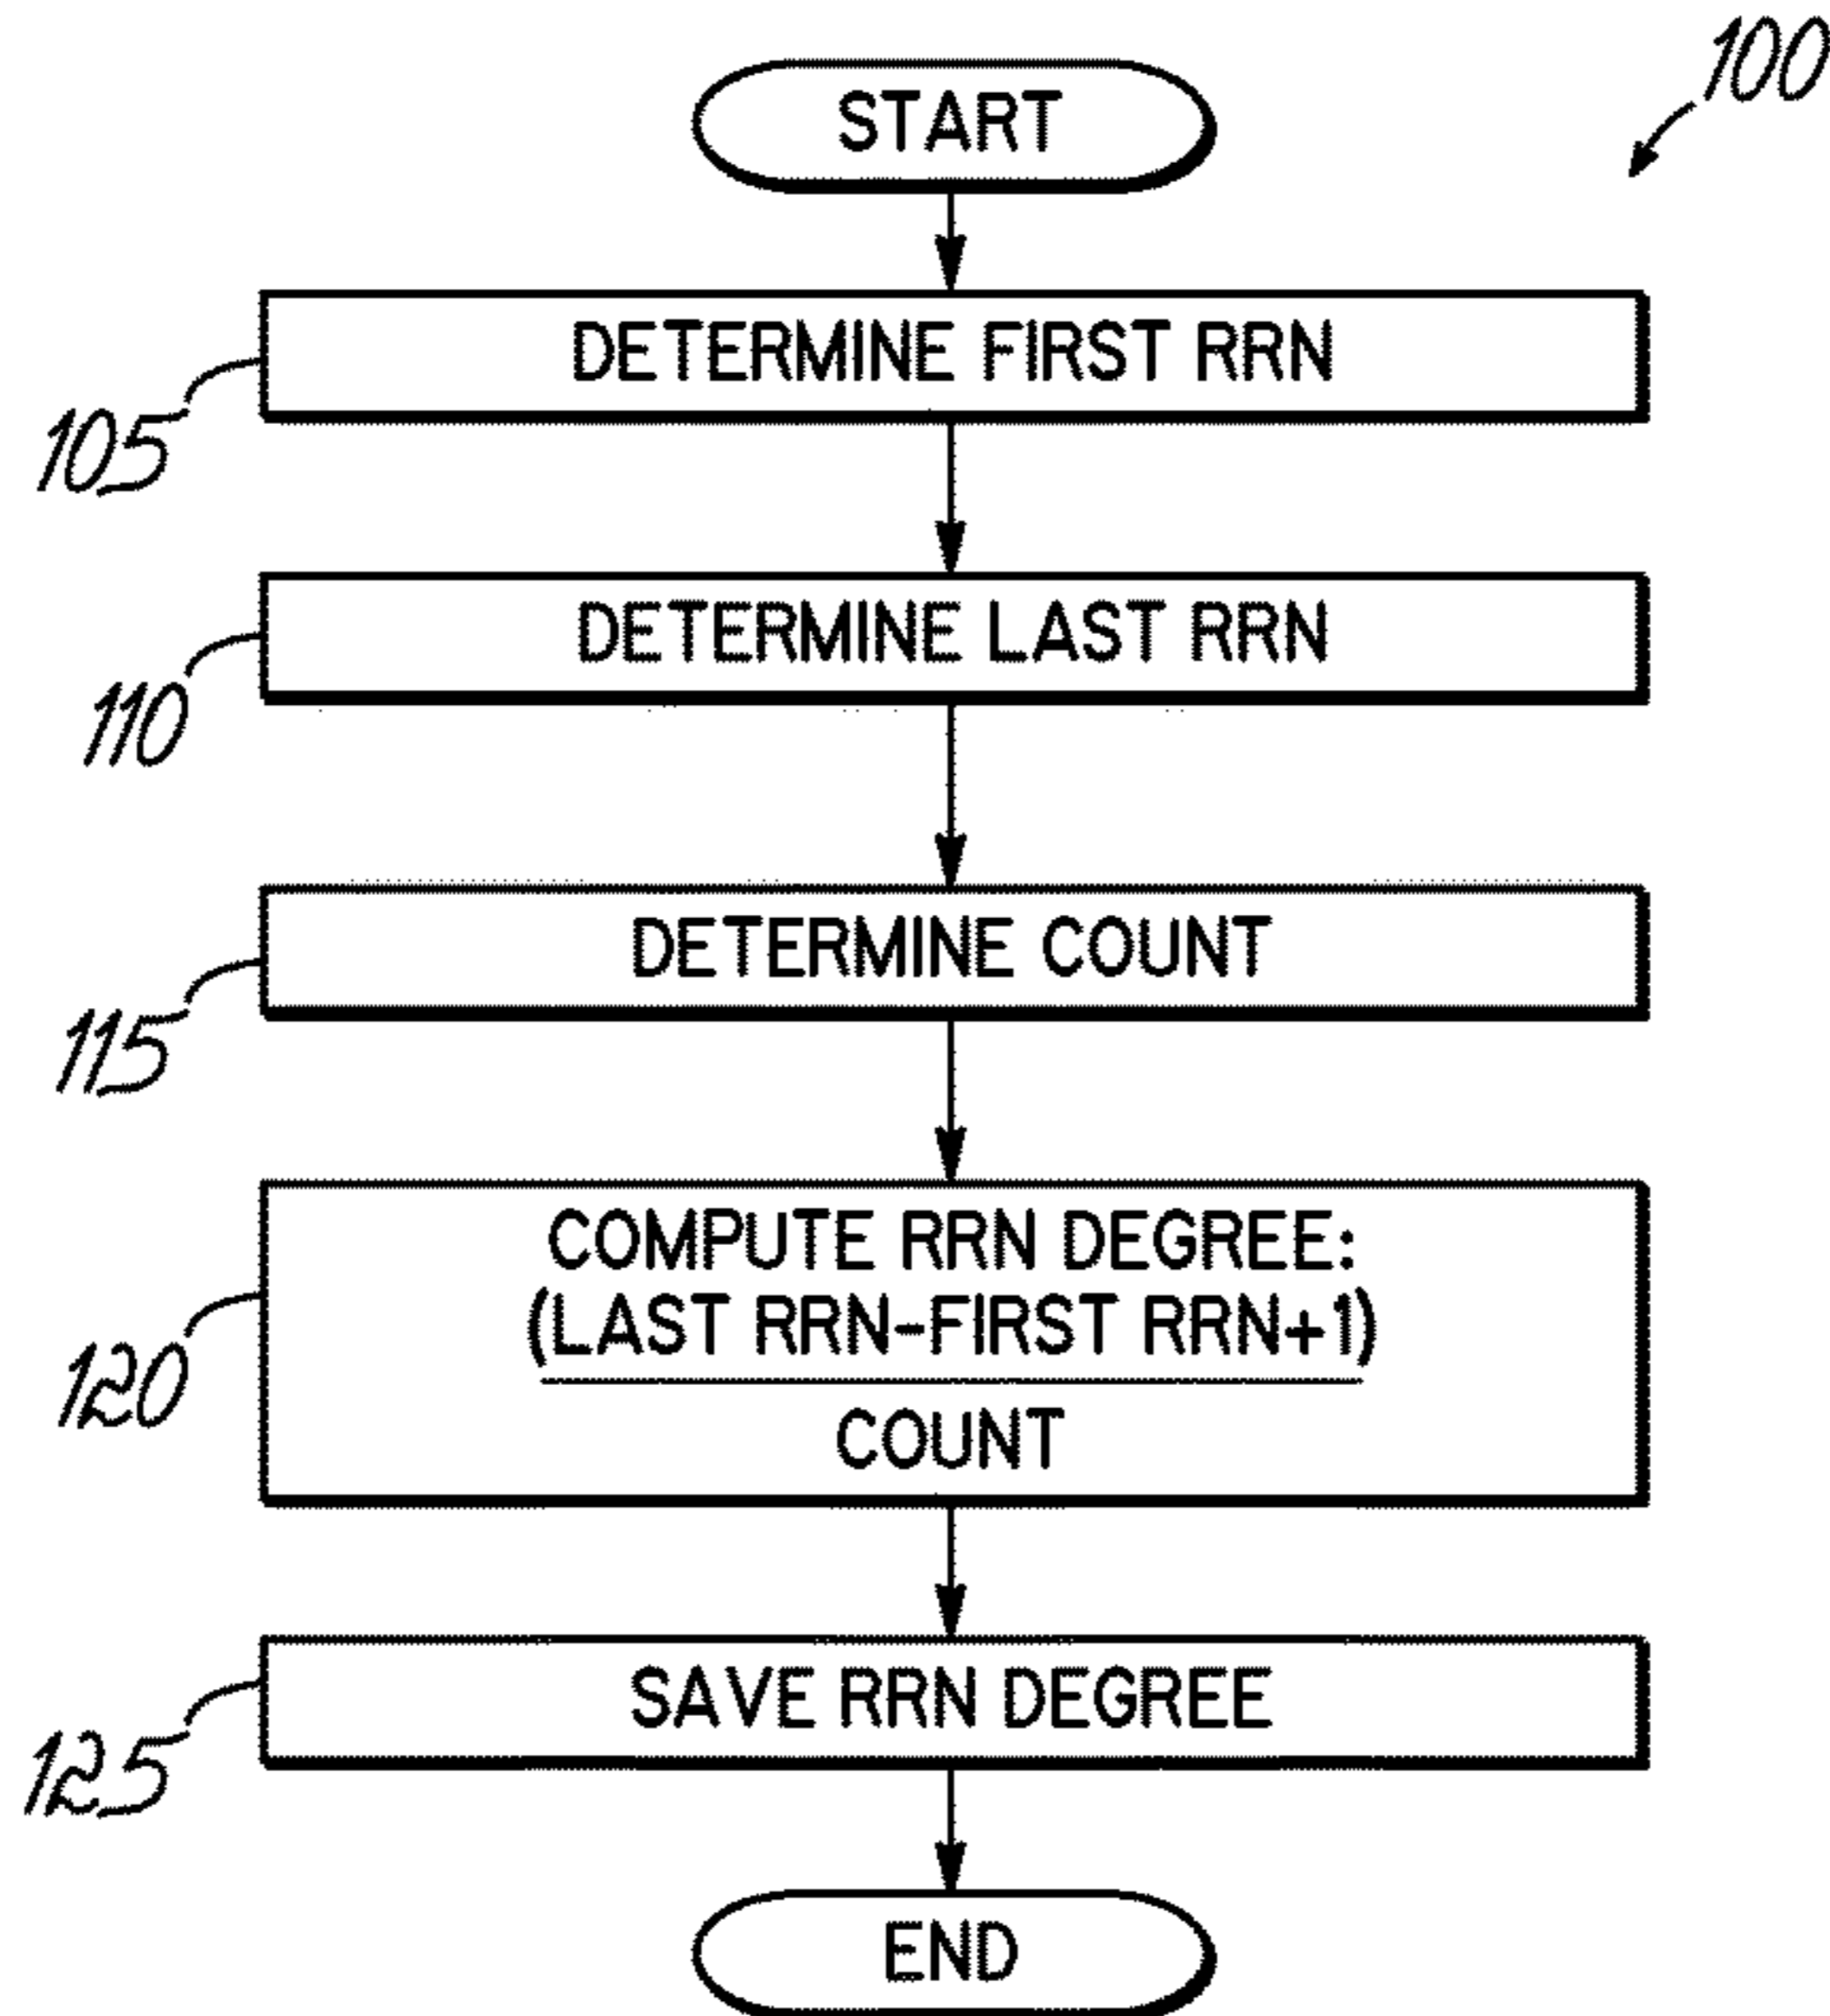 100
START
DETERMINE FIRST RRN
105
DETERMINE LAST RRN
110
DETERMINE COUNT
115
COMPUTE RRN DEGREE:
(LAST RRN-FIRST RRN+1)
COUNT
120
SAVE RRN DEGREE
125
END